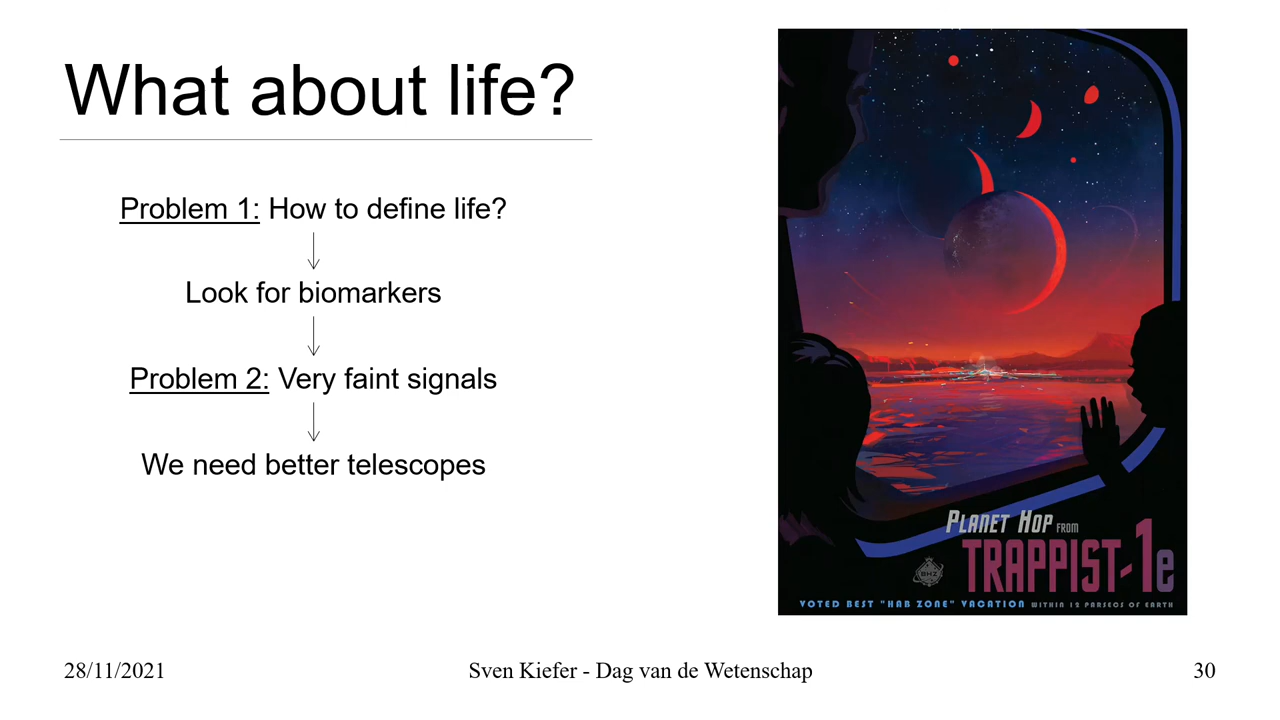 What about life?
Problem 1: How to define life?
Look for biomarkers
Problem 2: Very faint signals
We need better telescopes
PLANET HOP FROM
TRAPPIST-1e
BHZ
VOTED BEST "HAB ZONE" VACATION WITHIN 12 PARSECS OF EARTH
28/11/2021
Sven Kiefer - Dag van de Wetenschap
30